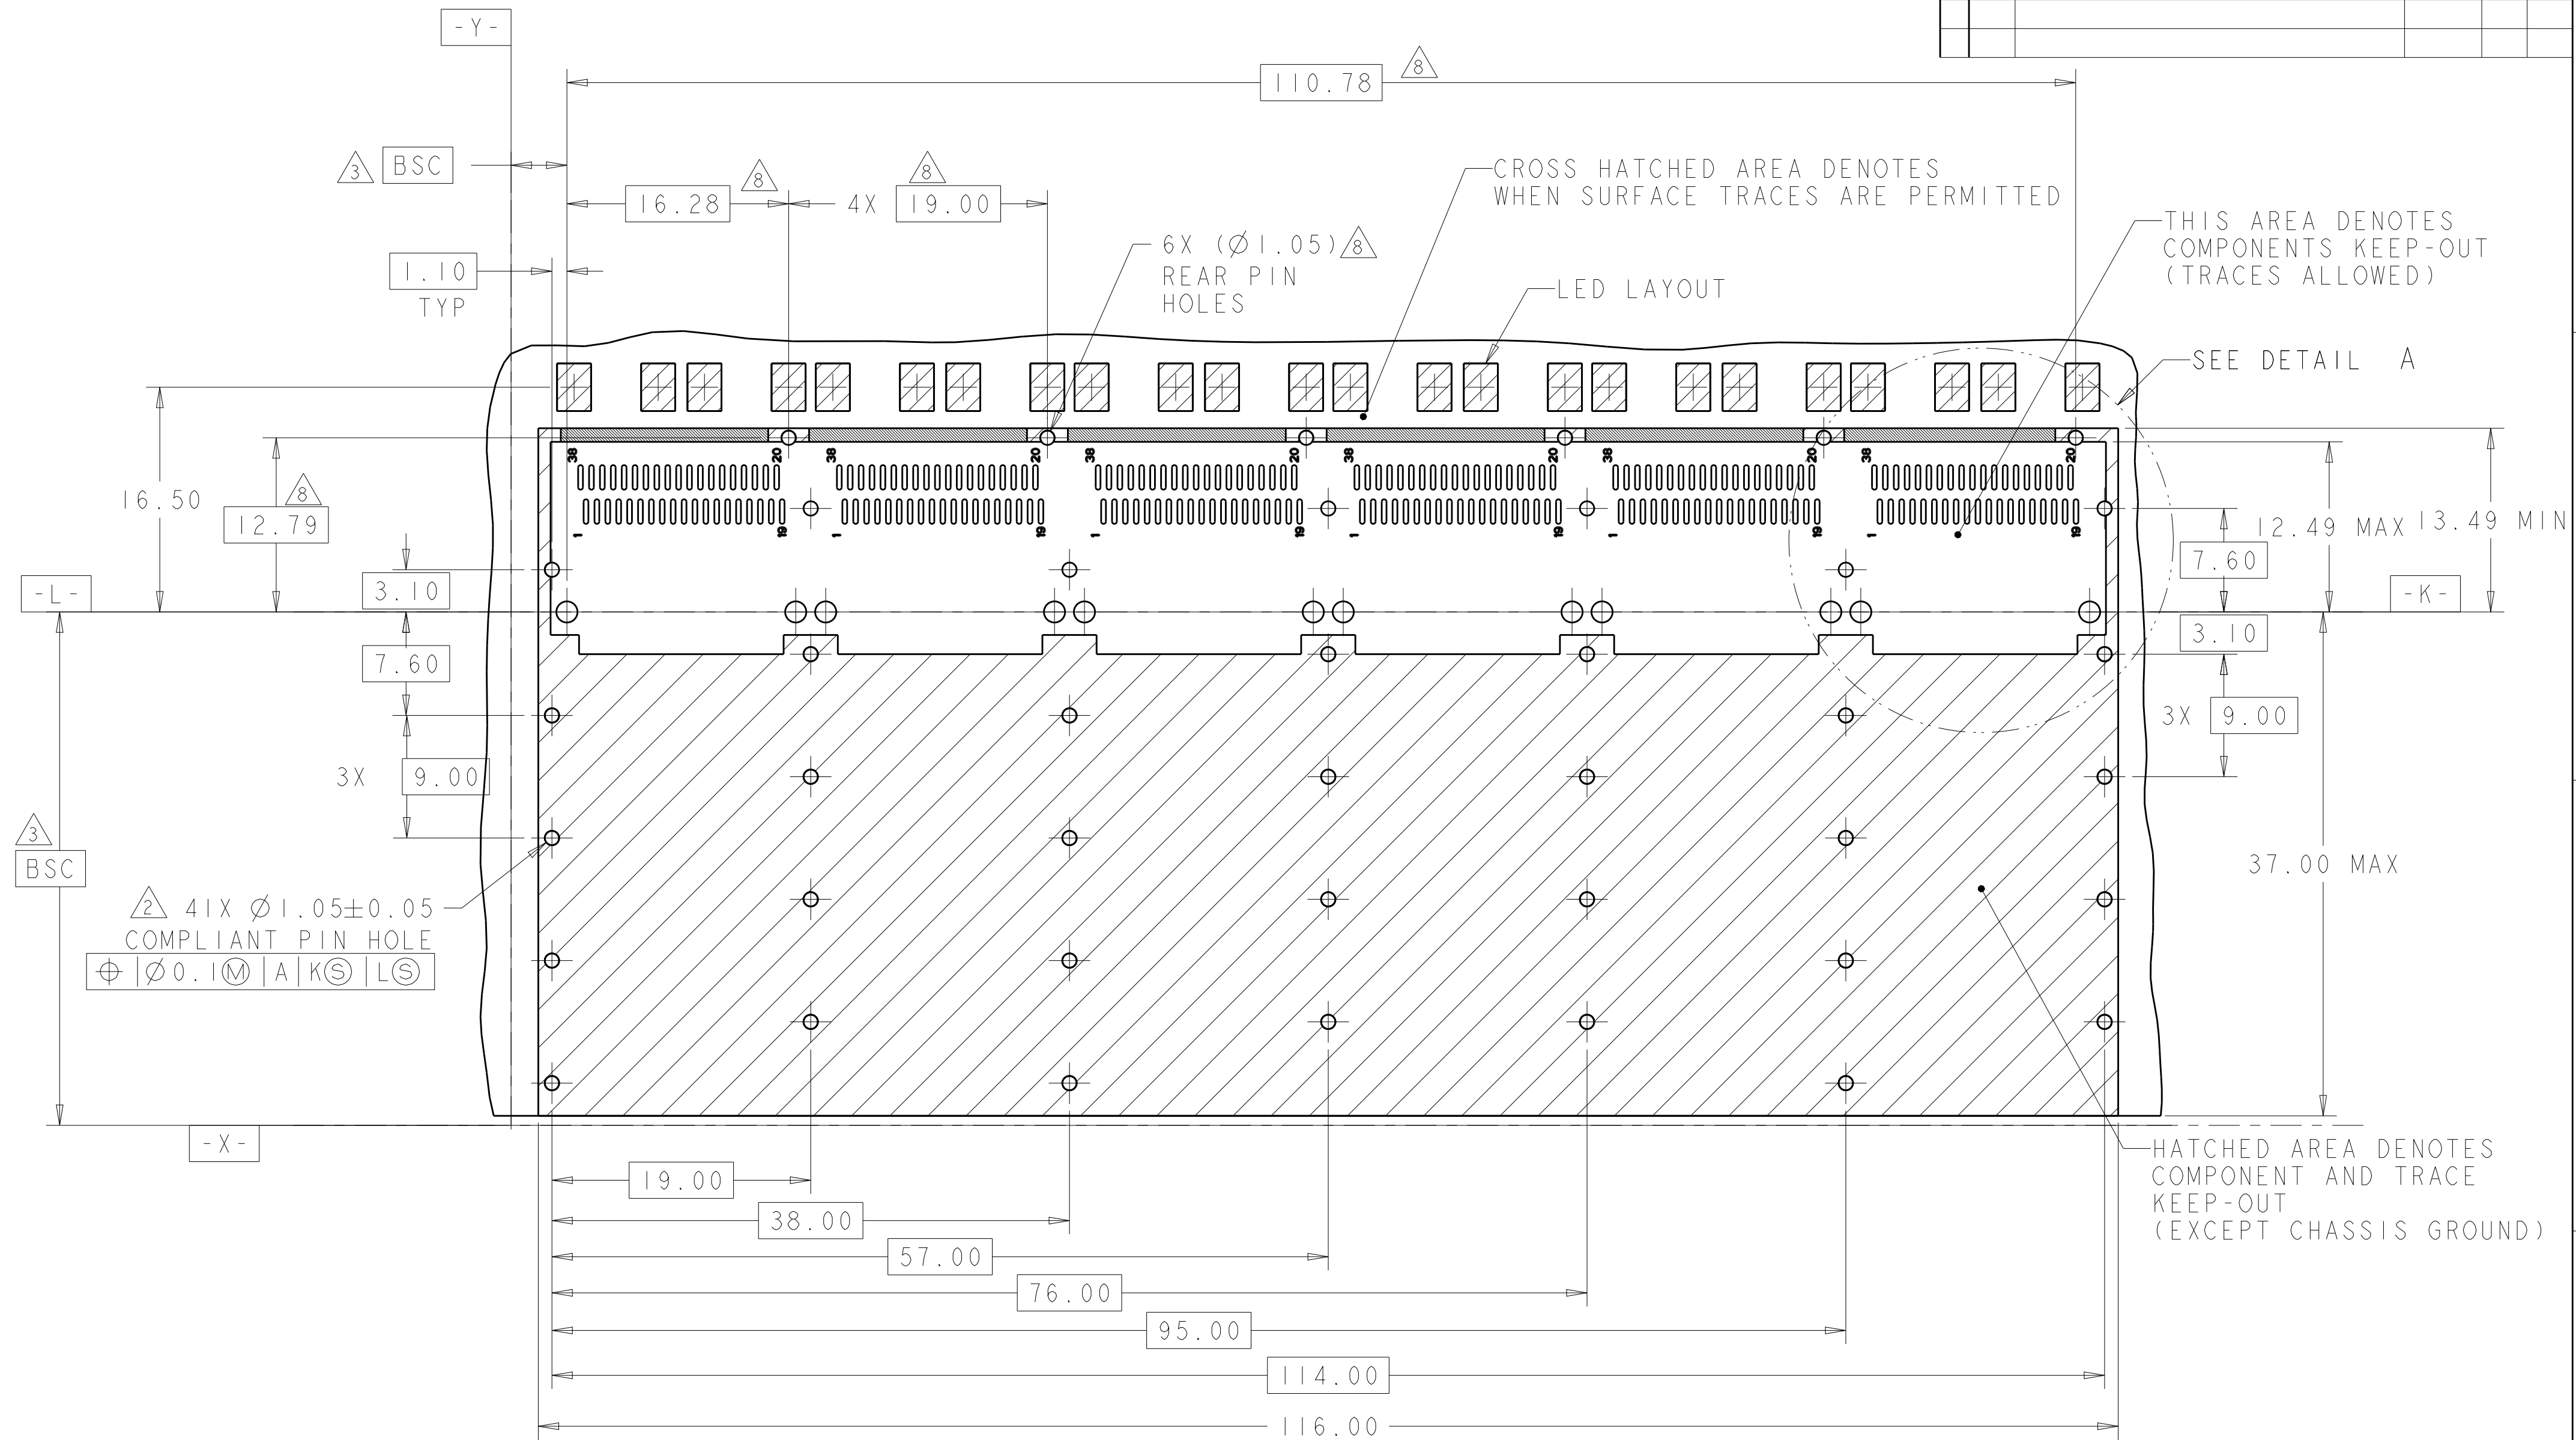 -Y-
110.78
8
3
BSC
16.28
8
4X
19.00
8
CROSS HATCHED AREA DENOTES
WHEN SURFACE TRACES ARE PERMITTED
THIS AREA DENOTES
COMPONENTS KEEP-OUT
(TRACES ALLOWED)
6X (Ø1.05) 8
REAR PIN
HOLES
1.10
TYP
LED LAYOUT
SEE DETAIL A
38 20 38 20 38 20 38 20 38 20 38 20
1 19 1 19 1 19 1 19 1 19 1 19
16.50
12.79
8
3.10
-L-
7.60
3X 9.00
3
BSC
12.49 MAX
13.49 MIN
7.60
-K-
3.10
3X 9.00
37.00 MAX
2 41X Ø1.05±0.05
COMPLIANT PIN HOLE
⌖ | Ø0.1Ⓜ | A | KⓈ | LⓈ
-X-
HATCHED AREA DENOTES
COMPONENT AND TRACE
KEEP-OUT
(EXCEPT CHASSIS GROUND)
19.00
38.00
57.00
76.00
95.00
114.00
116.00